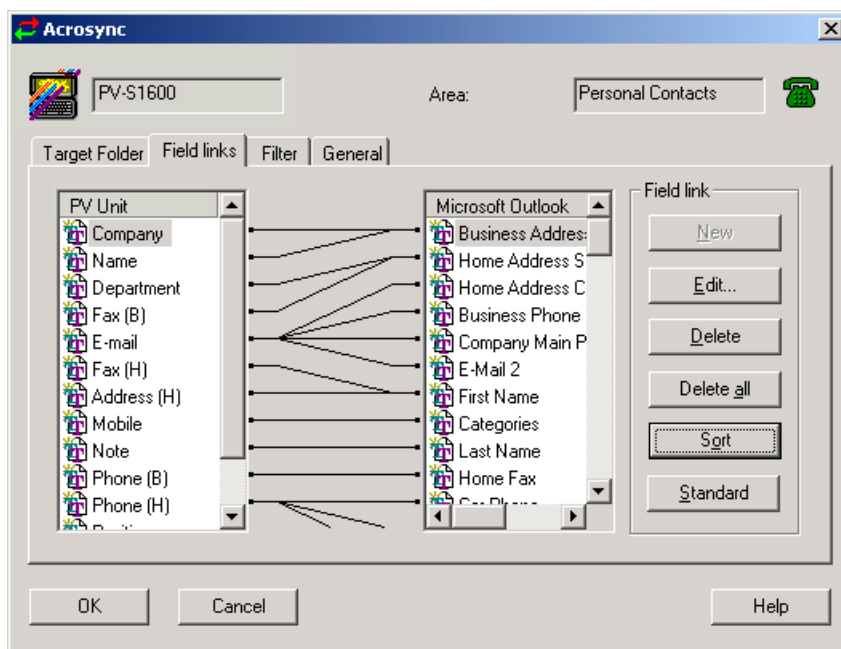 Acrosync
PV-S1600
Area:
Personal Contacts
Target Folder
Field links
Filter
General
PV Unit
Company
Name
Department
Fax (B)
E-mail
Fax (H)
Address (H)
Mobile
Note
Phone (B)
Phone (H)
Microsoft Outlook
Business Addres
Home Address S
Home Address C
Business Phone
Company Main P
E-Mail 2
First Name
Categories
Last Name
Home Fax
Field link
New
Edit...
Delete
Delete all
Sort
Standard
OK
Cancel
Help